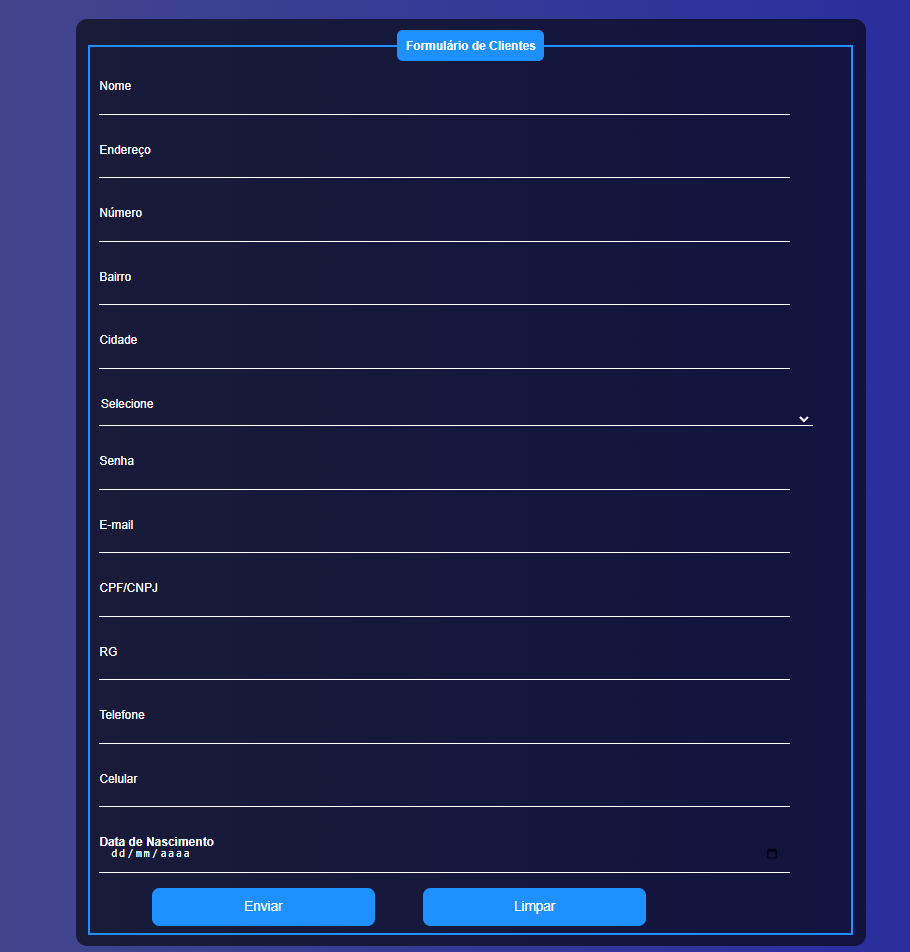 Formulário de Clientes
Nome
Endereço
Número
Bairro
Cidade
Selecione
Senha
E-mail
CPF/CNPJ
RG
Telefone
Celular
Data de Nascimento
dd/mm/aaaa
Enviar Limpar